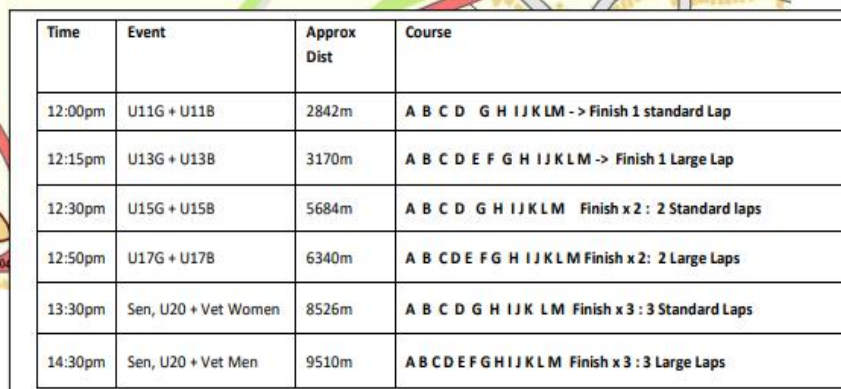 Time Event Approx Dist Course
12:00pm U11G + U11B 2842m A B C D G H I J K L M - > Finish 1 standard Lap
12:15pm U13G + U13B 3170m A B C D E F G H I J K L M -> Finish 1 Large Lap
12:30pm U15G + U15B 5684m A B C D G H I J K L M Finish x 2 : 2 Standard laps
12:50pm U17G + U17B 6340m A B C D E F G H I J K L M Finish x 2: 2 Large Laps
13:30pm Sen, U20 + Vet Women 8526m A B C D G H I J K L M Finish x 3 : 3 Standard Laps
14:30pm Sen, U20 + Vet Men 9510m A B C D E F G H I J K L M Finish x 3 : 3 Large Laps